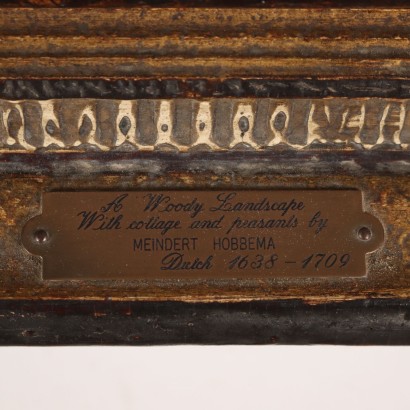 A Woody Landscape
With cottage and peasants by
MEINDERT HOBBEMA
Dutch 1638-1709